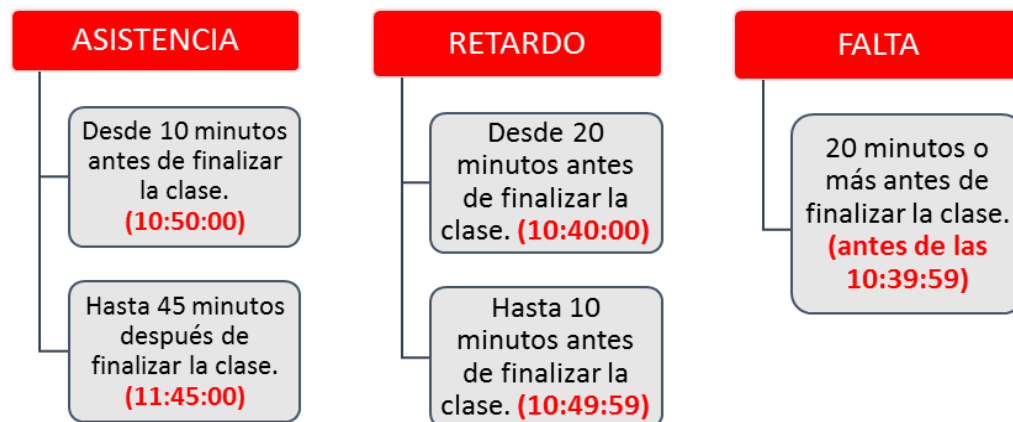 ASISTENCIA
Desde 10 minutos
antes de finalizar
la clase.
(10:50:00)
Hasta 45 minutos
después de
finalizar la clase.
(11:45:00)
RETARDO
Desde 20
minutos antes
de finalizar la
clase. (10:40:00)
Hasta 10
minutos antes
de finalizar la
clase. (10:49:59)
FALTA
20 minutos o
más antes de
finalizar la clase.
(antes de las
10:39:59)